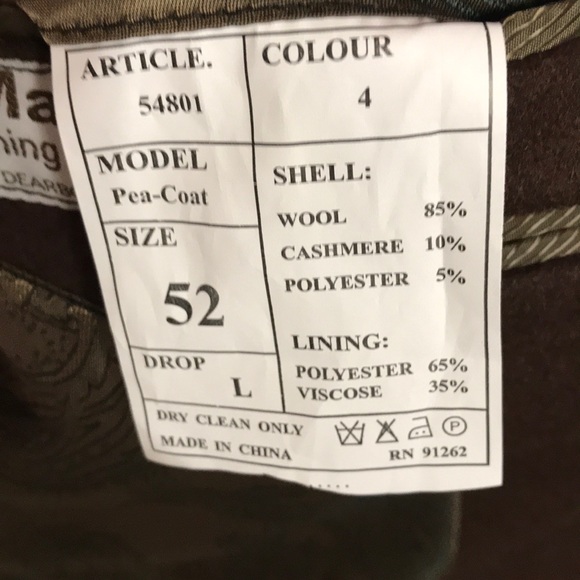 ARTICLE.
54801
COLOUR
4
MODEL
Pea-Coat
SIZE
52
DROP
L
SHELL:
WOOL 85%
CASHMERE 10%
POLYESTER 5%
LINING:
POLYESTER 65%
VISCOSE 35%
DRY CLEAN ONLY
MADE IN CHINA
P
RN 91262